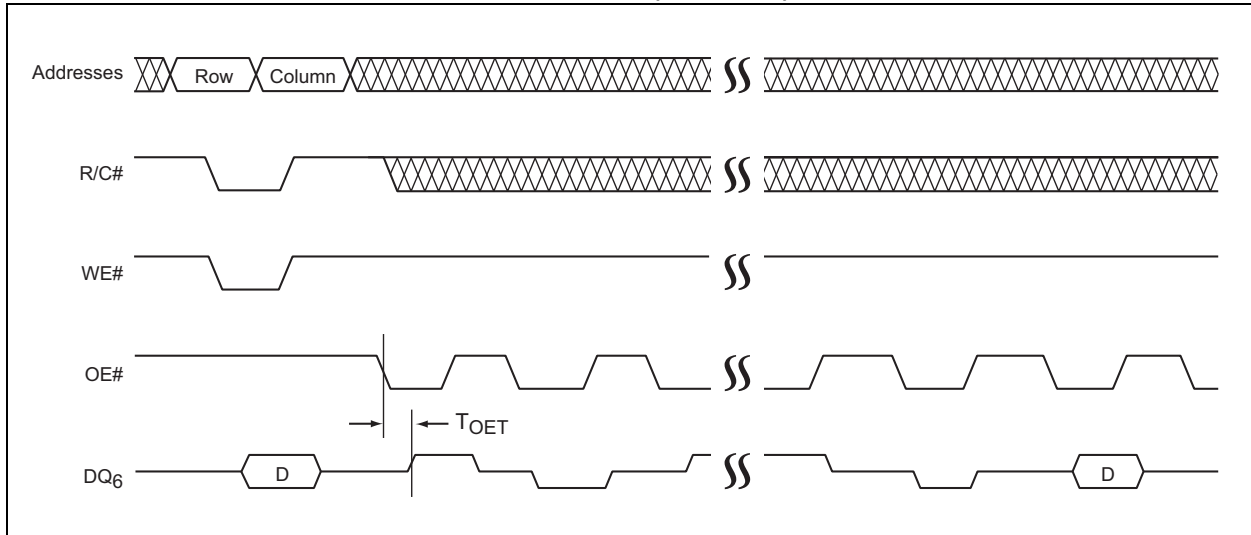 Addresses Row Column
R/C#
WE#
OE#
TOET
DQ6 D D